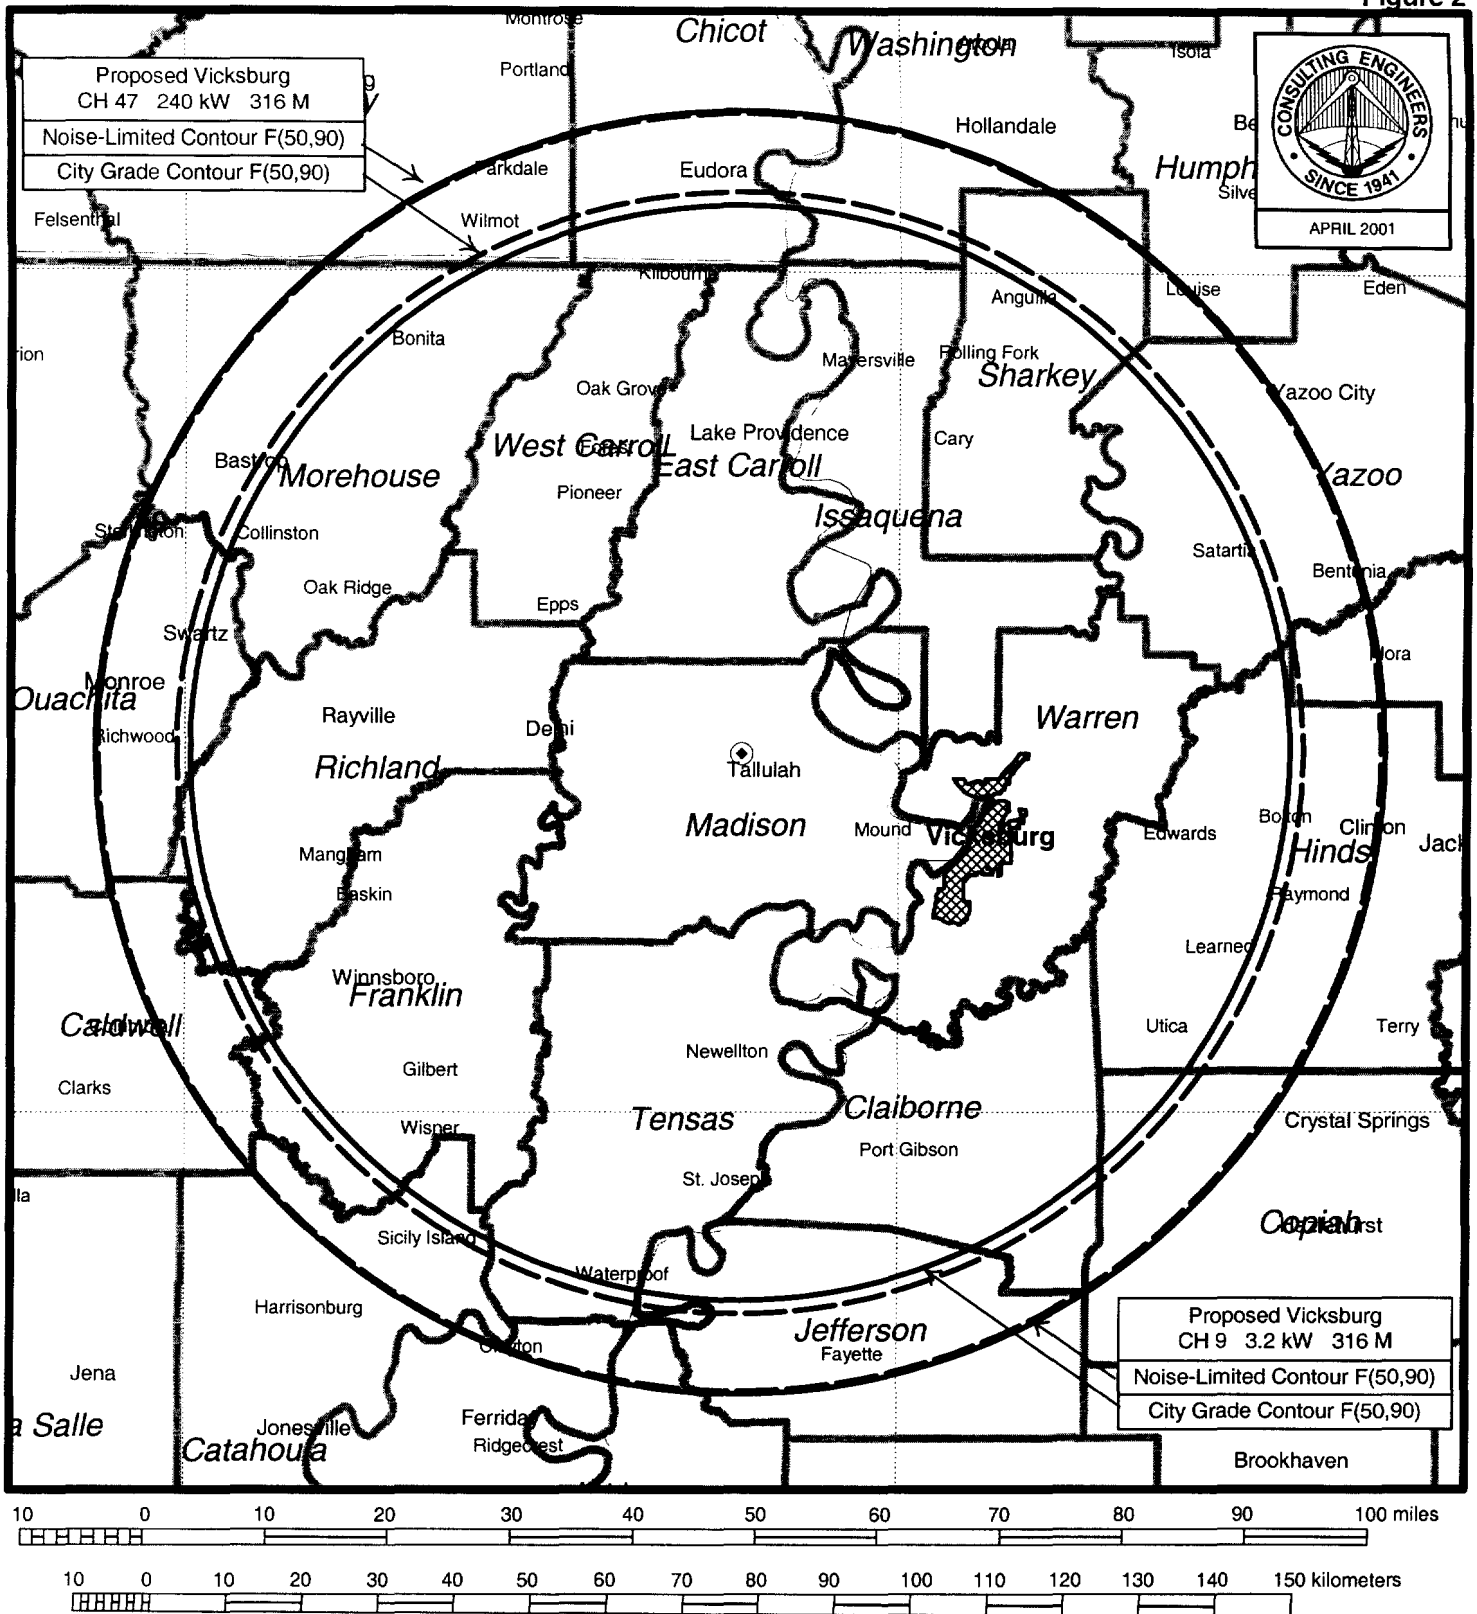 Figure 2
Montrose
Chicot
Washington
Isola
Portland
Proposed Vicksburg
CH 47 240 kW 316 M
Noise-Limited Contour F(50,90)
City Grade Contour F(50,90)
CONSULTING ENGINEERS
SINCE 1941
APRIL 2001
Hollandale
Parkdale
Eudora
Humph
Silve
Felsenthal
Wilmot
Kilbourne
Anguilla
Louise
Eden
Bonita
rion
Mayersville
Rolling Fork
Sharkey
Oak Grove
Yazoo City
West Carroll
Lake Providence
Cary
East Carroll
Bastrop
Morehouse
Yazoo
Pioneer
Issaquena
Sterlington
Collinston
Satartia
Bentonia
Oak Ridge
Epps
Swartz
Flora
Monroe
Ouachita
Rayville
Delhi
Warren
Richwood
Richland
Tallulah
Madison
Mound
Vicksburg
Edwards
Bolton
Clinton
Hinds
Jack
Mangham
Baskin
Raymond
Learned
Winnsboro
Franklin
Caldwell
Utica
Terry
Newellton
Gilbert
Clarks
Tensas
Claiborne
Crystal Springs
Wisner
Port Gibson
St. Joseph
lla
Copiah
Hazlehurst
Sicily Island
Waterproof
Harrisonburg
Jefferson
Fayette
Clayton
Proposed Vicksburg
CH 9 3.2 kW 316 M
Noise-Limited Contour F(50,90)
City Grade Contour F(50,90)
Jena
a Salle
Jonesville
Catahoula
Ferriday
Ridgecrest
Brookhaven
10 0 10 20 30 40 50 60 70 80 90 100 miles
10 0 10 20 30 40 50 60 70 80 90 100 110 120 130 140 150 kilometers